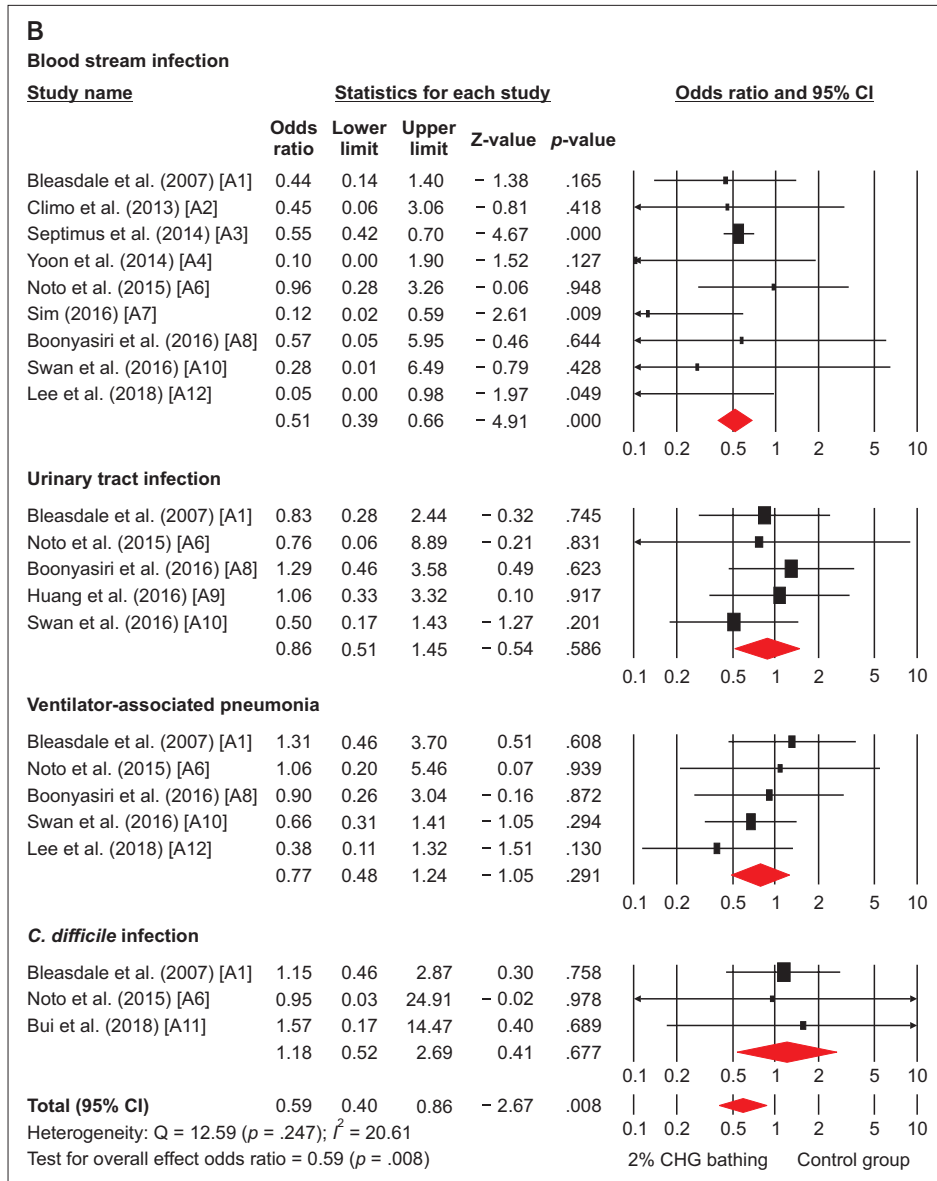 B
Blood stream infection
Study name Statistics for each study Odds ratio and 95% CI
Odds ratio Lower limit Upper limit Z-value p-value
Bleasdale et al. (2007) [A1] 0.44 0.14 1.40 − 1.38 .165
Climo et al. (2013) [A2] 0.45 0.06 3.06 − 0.81 .418
Septimus et al. (2014) [A3] 0.55 0.42 0.70 − 4.67 .000
Yoon et al. (2014) [A4] 0.10 0.00 1.90 − 1.52 .127
Noto et al. (2015) [A6] 0.96 0.28 3.26 − 0.06 .948
Sim (2016) [A7] 0.12 0.02 0.59 − 2.61 .009
Boonyasiri et al. (2016) [A8] 0.57 0.05 5.95 − 0.46 .644
Swan et al. (2016) [A10] 0.28 0.01 6.49 − 0.79 .428
Lee et al. (2018) [A12] 0.05 0.00 0.98 − 1.97 .049
0.51 0.39 0.66 − 4.91 .000
0.1 0.2 0.5 1 2 5 10
Urinary tract infection
Bleasdale et al. (2007) [A1] 0.83 0.28 2.44 − 0.32 .745
Noto et al. (2015) [A6] 0.76 0.06 8.89 − 0.21 .831
Boonyasiri et al. (2016) [A8] 1.29 0.46 3.58 0.49 .623
Huang et al. (2016) [A9] 1.06 0.33 3.32 0.10 .917
Swan et al. (2016) [A10] 0.50 0.17 1.43 − 1.27 .201
0.86 0.51 1.45 − 0.54 .586
0.1 0.2 0.5 1 2 5 10
Ventilator-associated pneumonia
Bleasdale et al. (2007) [A1] 1.31 0.46 3.70 0.51 .608
Noto et al. (2015) [A6] 1.06 0.20 5.46 0.07 .939
Boonyasiri et al. (2016) [A8] 0.90 0.26 3.04 − 0.16 .872
Swan et al. (2016) [A10] 0.66 0.31 1.41 − 1.05 .294
Lee et al. (2018) [A12] 0.38 0.11 1.32 − 1.51 .130
0.77 0.48 1.24 − 1.05 .291
0.1 0.2 0.5 1 2 5 10
C. difficile infection
Bleasdale et al. (2007) [A1] 1.15 0.46 2.87 0.30 .758
Noto et al. (2015) [A6] 0.95 0.03 24.91 − 0.02 .978
Bui et al. (2018) [A11] 1.57 0.17 14.47 0.40 .689
1.18 0.52 2.69 0.41 .677
0.1 0.2 0.5 1 2 5 10
Total (95% CI) 0.59 0.40 0.86 − 2.67 .008
Heterogeneity: Q = 12.59 (p = .247); I² = 20.61
0.1 0.2 0.5 1 2 5 10
Test for overall effect odds ratio = 0.59 (p = .008) 2% CHG bathing Control group